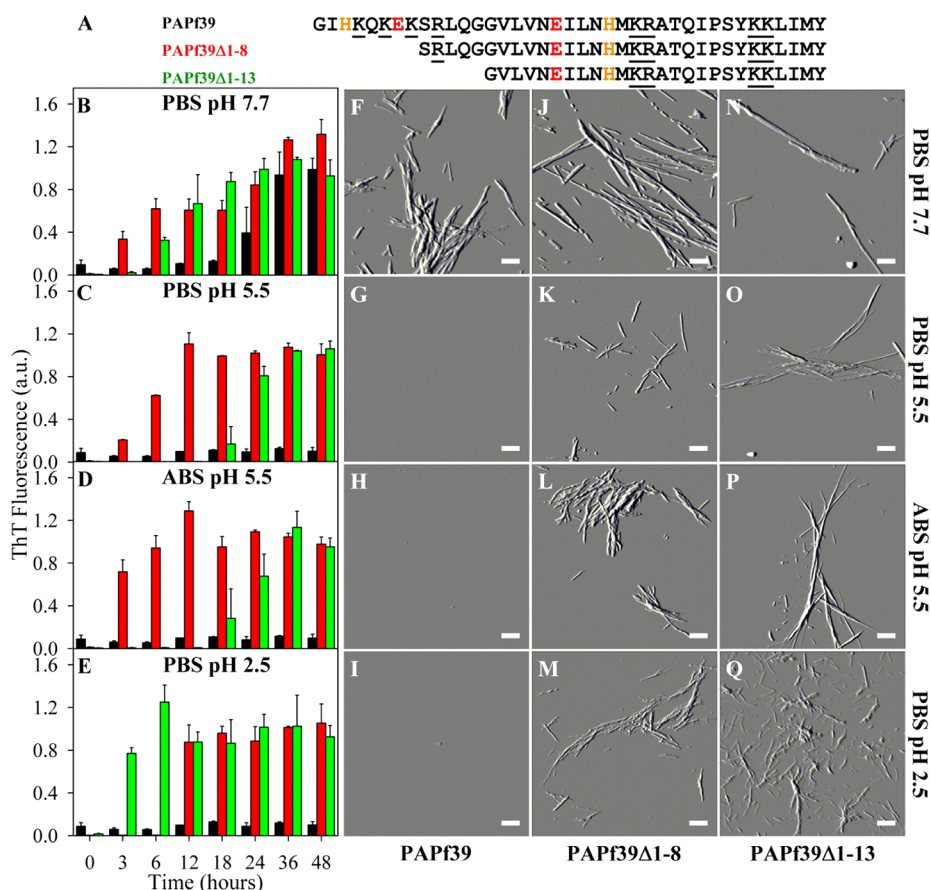 A PAPf39 GIHKQKEKSRLQGGVLVNEILNHMKRATQIPSYKKLIMY
PAPf39Δ1-8 SRLQGGVLVNEILNHMKRATQIPSYKKLIMY
PAPf39Δ1-13 GVLVNEILNHMKRATQIPSYKKLIMY
ThT Fluorescence (a.u.)
B PBS pH 7.7
1.6
1.2
0.8
0.4
0.0
C PBS pH 5.5
1.6
1.2
0.8
0.4
0.0
D ABS pH 5.5
1.6
1.2
0.8
0.4
0.0
E PBS pH 2.5
1.6
1.2
0.8
0.4
0.0
0 3 6 12 18 24 36 48
Time (hours)
F J N PBS pH 7.7
G K O PBS pH 5.5
H L P ABS pH 5.5
I M Q PBS pH 2.5
PAPf39 PAPf39Δ1-8 PAPf39Δ1-13